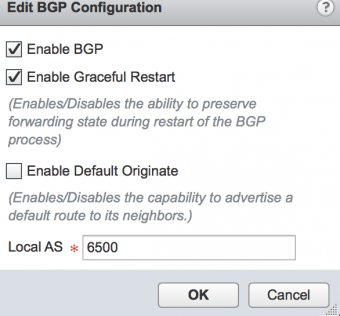 Edit BGP Configuration
?
Enable BGP
Enable Graceful Restart
(Enables/Disables the ability to preserve
forwarding state during restart of the BGP
process)
Enable Default Originate
(Enables/Disables the capability to advertise a
default route to its neighbors.)
Local AS * 6500
OK Cancel